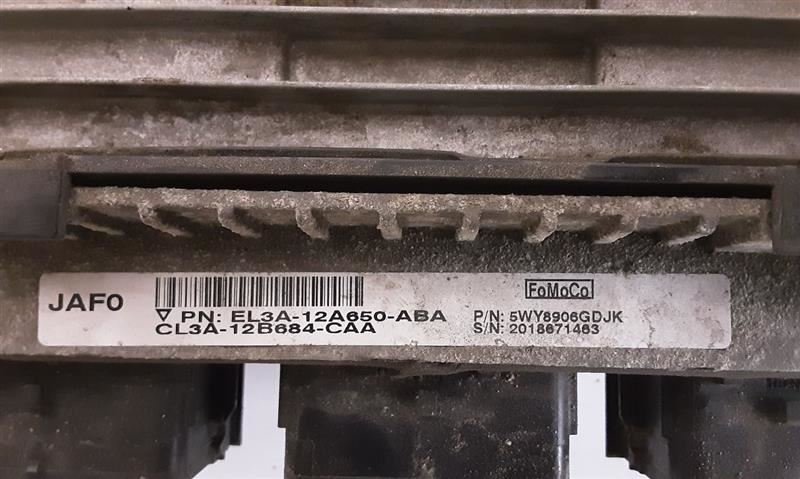 JAF0
▽ PN: EL3A-12A650-ABA
CL3A-12B684-CAA
FoMoCo
P/N: 5WY8906GDJK
S/N: 2018671463